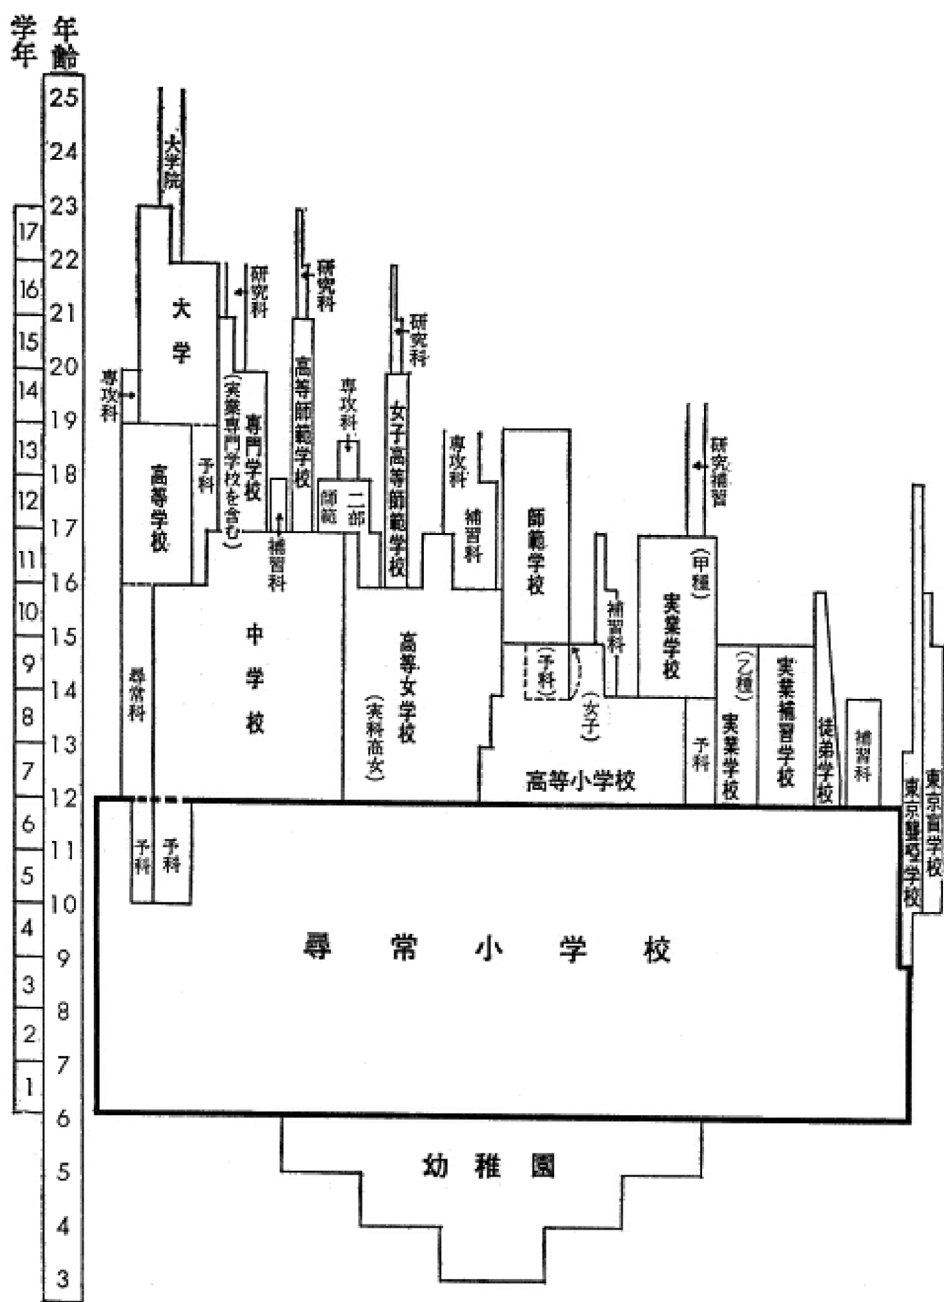 学年
年齢
25
24
23
22
21
20
19
18
17
16
15
14
13
12
11
10
9
8
7
6
5
4
3
17
16
15
14
13
12
11
10
9
8
7
6
5
4
3
2
1
大学院
大学
専攻科
高等学校
予科
尋常科
予科
予科
研究科
専門学校
(実業専門学校を含む)
補習科
中学校
研究科
高等師範学校
専攻科
師範
二部
研究科
女子高等師範学校
専攻科
補習科
高等女学校
(実科高女)
師範学校
(予科)
(女子)
補習科
高等小学校
研究補習
(甲種)
実業学校
予科
(乙種)
実業学校
実業補習学校
徒弟学校
補習科
東京聾唖学校
東京盲学校
尋常小学校
幼稚園